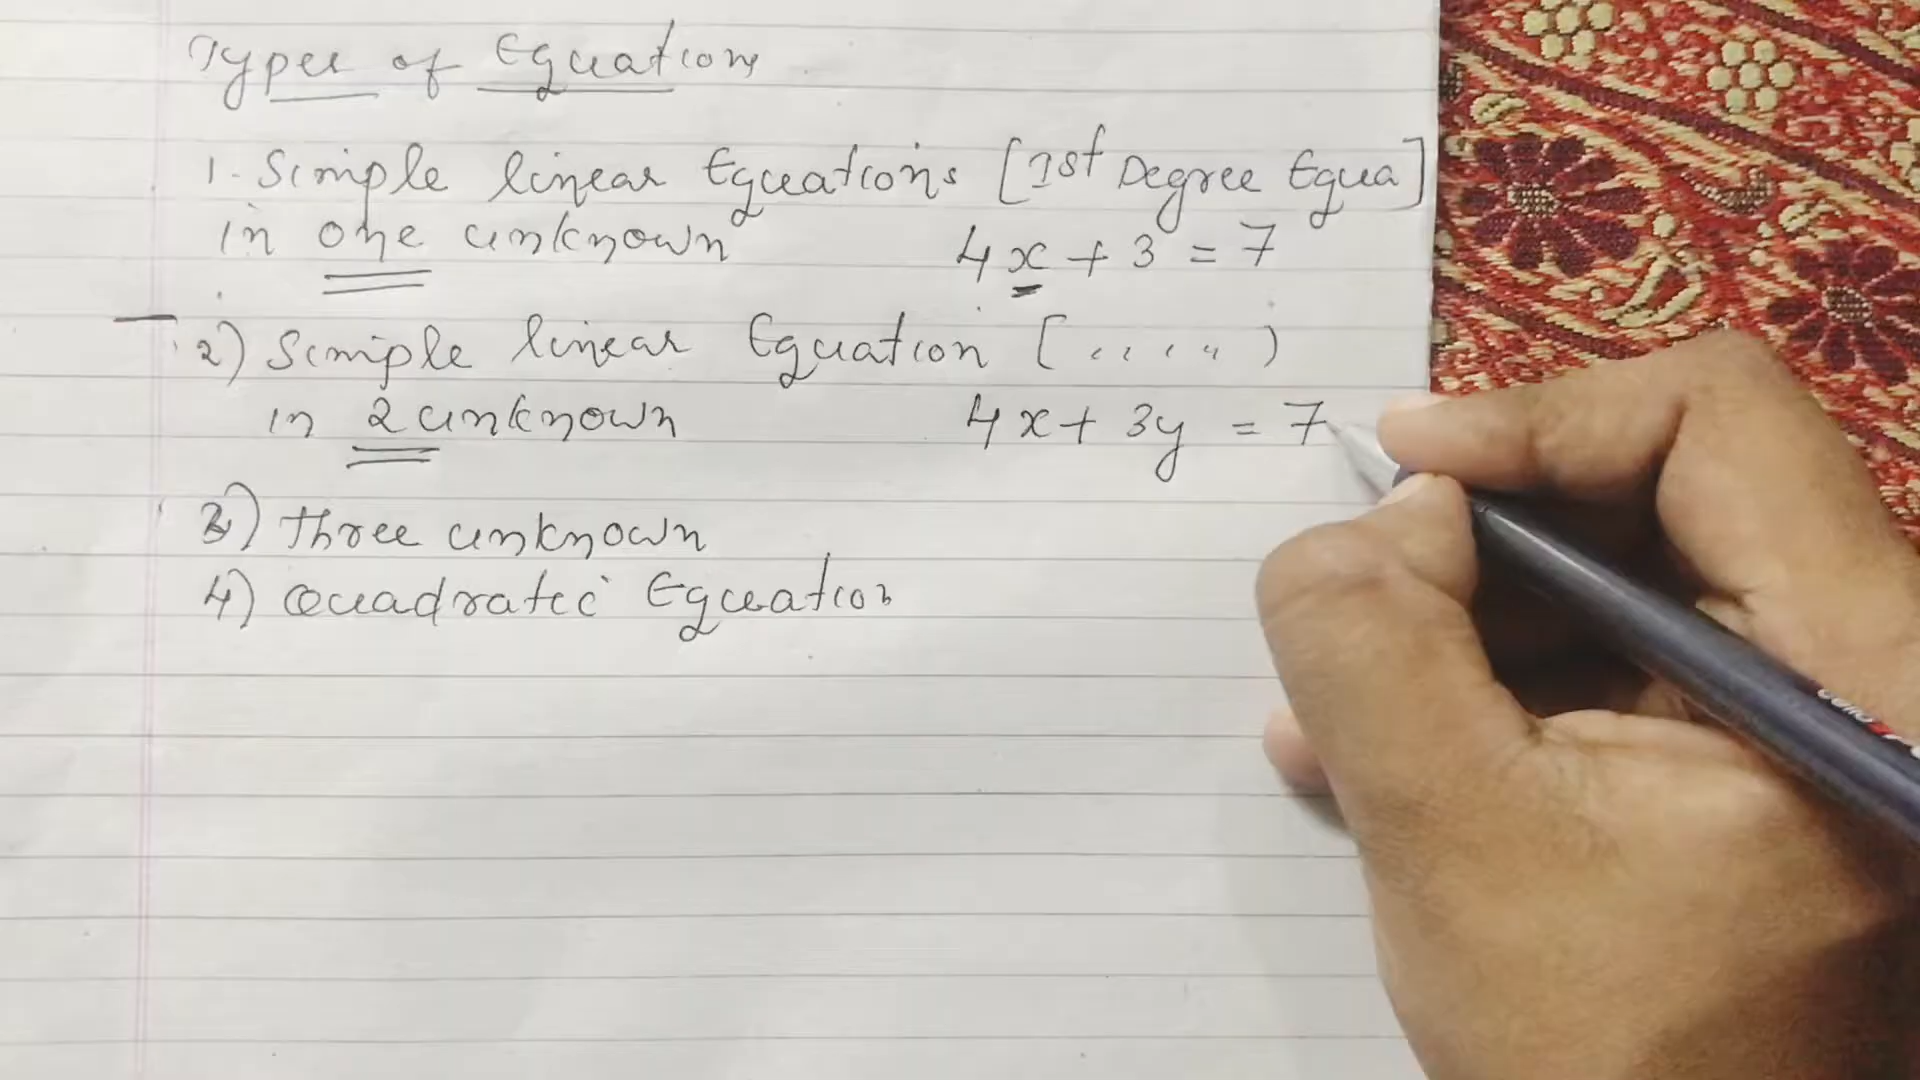 Types of Equations
1. Simple linear Equations [1st Degree Equa]
in one unknown 4x + 3 = 7
2) Simple linear Equation [ " " " )
in 2 unknown 4x + 3y = 7
3) Three unknown
4) Quadratic Equation